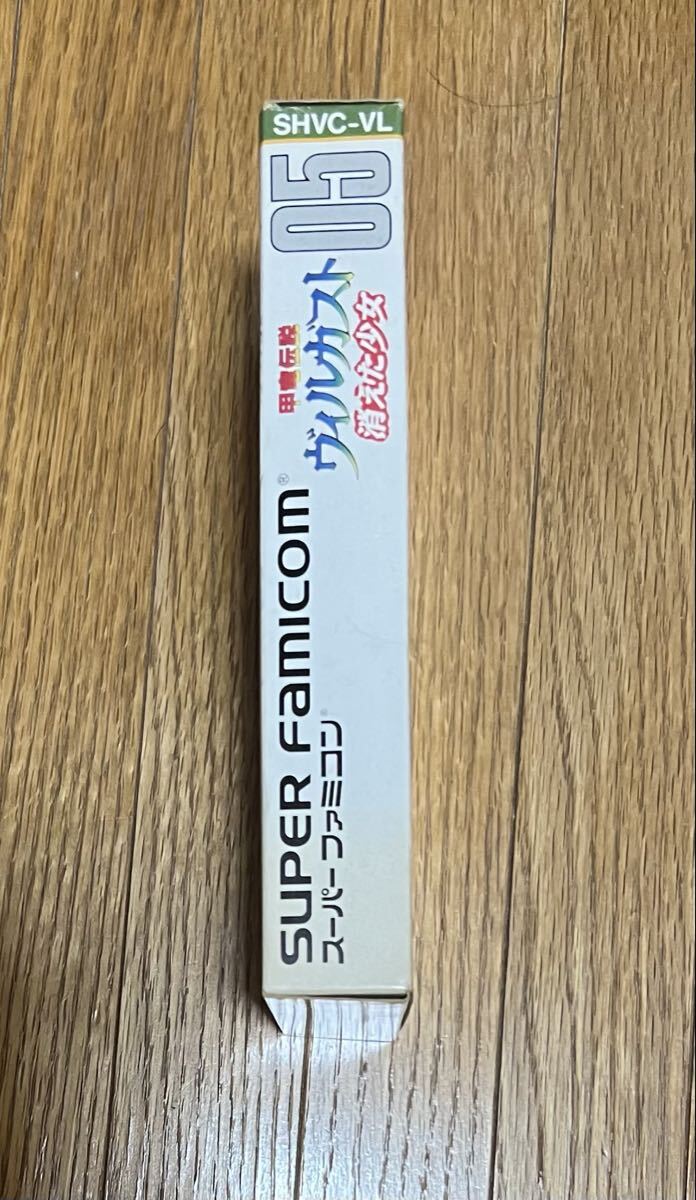 SHVC-VL
05
甲竜伝説
ヴィルガスト
消えた少女
SUPER FAMICOM®
スーパーファミコン®